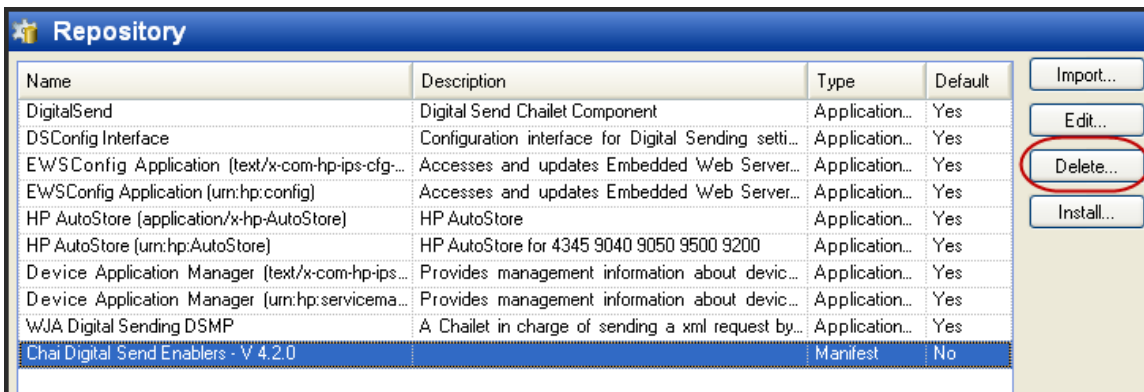 Repository
Name Description Type Default Import...
DigitalSend Digital Send Chailet Component Application... Yes
DSConfig Interface Configuration interface for Digital Sending setti... Application... Yes Edit...
EWSConfig Application (text/x-com-hp-ips-cfg-... Accesses and updates Embedded Web Server... Application... Yes Delete...
EWSConfig Application (urn:hp:config) Accesses and updates Embedded Web Server... Application... Yes
HP AutoStore (application/x-hp-AutoStore) HP AutoStore Application... Yes Install...
HP AutoStore (urn:hp:AutoStore) HP AutoStore for 4345 9040 9050 9500 9200 Application... Yes
Device Application Manager (text/x-com-hp-ips... Provides management information about devic... Application... Yes
Device Application Manager (urn:hp:servicema... Provides management information about devic... Application... Yes
WJA Digital Sending DSMP A Chailet in charge of sending a xml request by... Application... Yes
Chai Digital Send Enablers - V 4.2.0 Manifest No